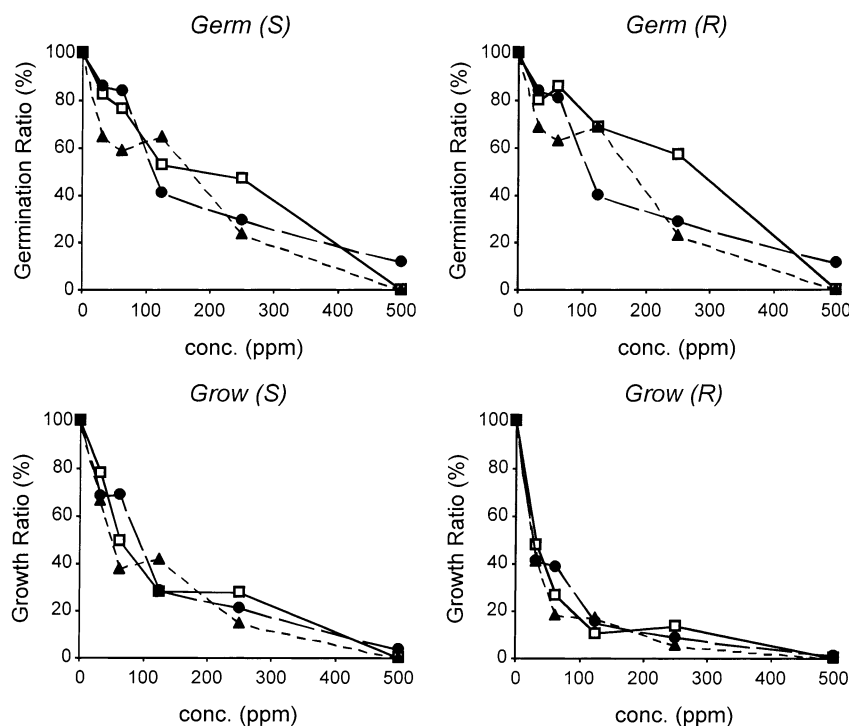 Germ (S)
Germination Ratio (%)
100
80
60
40
20
0
0 100 200 300 400 500
conc. (ppm)
Germ (R)
Germination Ratio (%)
100
80
60
40
20
0
0 100 200 300 400 500
conc. (ppm)
Grow (S)
Growth Ratio (%)
100
80
60
40
20
0
0 100 200 300 400 500
conc. (ppm)
Grow (R)
Growth Ratio (%)
100
80
60
40
20
0
0 100 200 300 400 500
conc. (ppm)